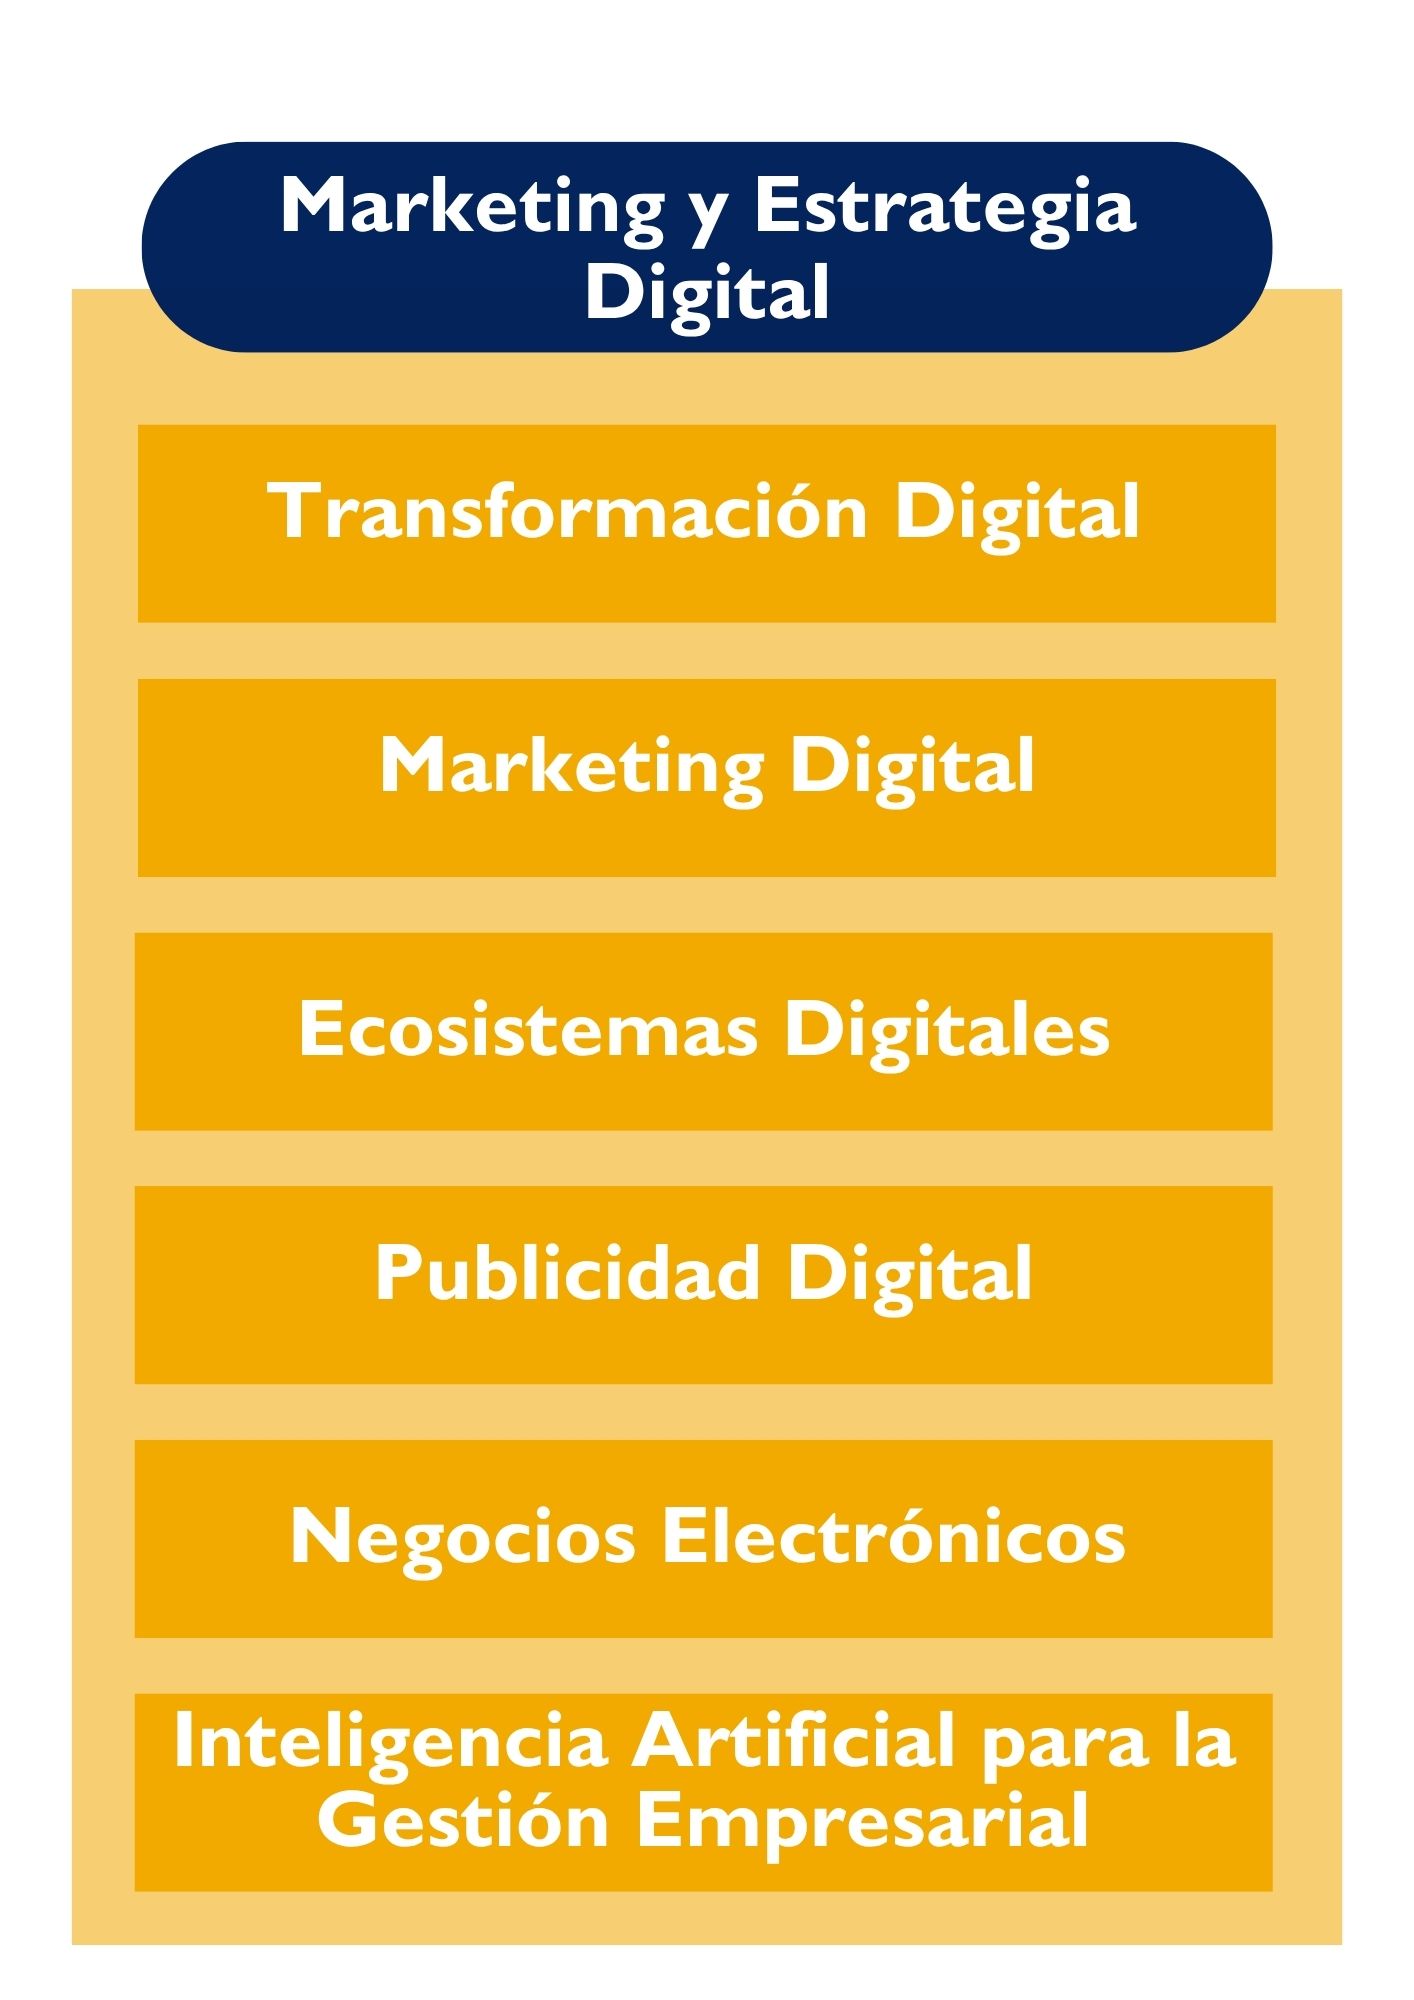 Marketing y Estrategia
Digital
Transformación Digital
Marketing Digital
Ecosistemas Digitales
Publicidad Digital
Negocios Electrónicos
Inteligencia Artificial para la
Gestión Empresarial